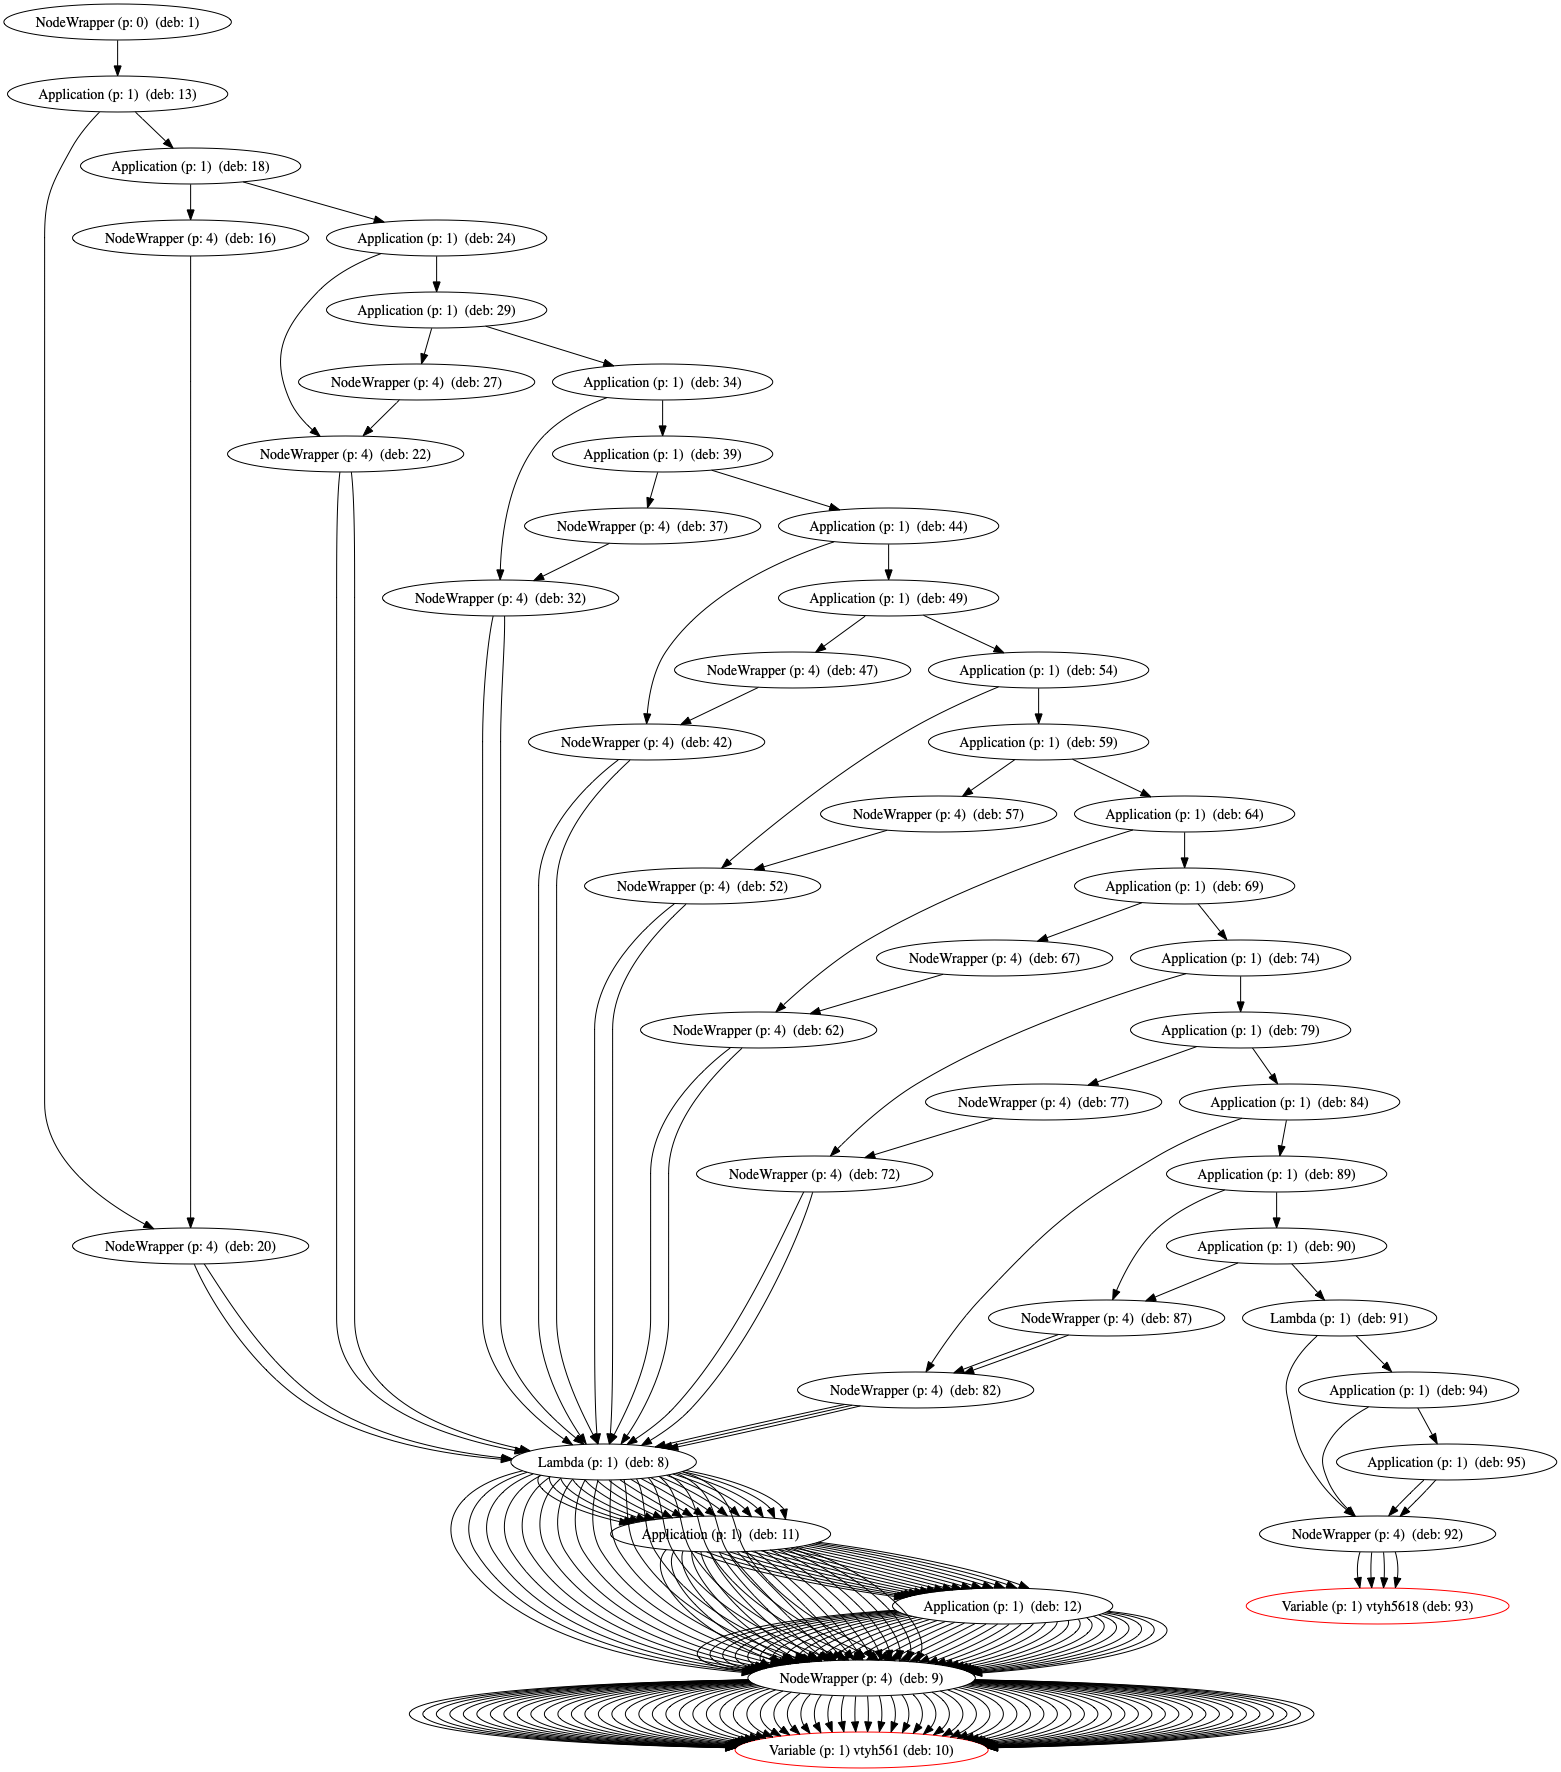 NodeWrapper (p: 0) (deb: 1)
Application (p: 1) (deb: 13)
Application (p: 1) (deb: 18)
NodeWrapper (p: 4) (deb: 16)
Application (p: 1) (deb: 24)
Application (p: 1) (deb: 29)
NodeWrapper (p: 4) (deb: 27)
Application (p: 1) (deb: 34)
NodeWrapper (p: 4) (deb: 22)
Application (p: 1) (deb: 39)
NodeWrapper (p: 4) (deb: 37)
Application (p: 1) (deb: 44)
NodeWrapper (p: 4) (deb: 32)
Application (p: 1) (deb: 49)
NodeWrapper (p: 4) (deb: 47)
Application (p: 1) (deb: 54)
NodeWrapper (p: 4) (deb: 42)
Application (p: 1) (deb: 59)
NodeWrapper (p: 4) (deb: 57)
Application (p: 1) (deb: 64)
NodeWrapper (p: 4) (deb: 52)
Application (p: 1) (deb: 69)
NodeWrapper (p: 4) (deb: 67)
Application (p: 1) (deb: 74)
NodeWrapper (p: 4) (deb: 62)
Application (p: 1) (deb: 79)
NodeWrapper (p: 4) (deb: 77)
Application (p: 1) (deb: 84)
NodeWrapper (p: 4) (deb: 72)
Application (p: 1) (deb: 89)
NodeWrapper (p: 4) (deb: 20)
Application (p: 1) (deb: 90)
NodeWrapper (p: 4) (deb: 87)
Lambda (p: 1) (deb: 91)
NodeWrapper (p: 4) (deb: 82)
Application (p: 1) (deb: 94)
Lambda (p: 1) (deb: 8)
Application (p: 1) (deb: 95)
Application (p: 1) (deb: 11)
NodeWrapper (p: 4) (deb: 92)
Application (p: 1) (deb: 12)
Variable (p: 1) vtyh5618 (deb: 93)
NodeWrapper (p: 4) (deb: 9)
Variable (p: 1) vtyh561 (deb: 10)